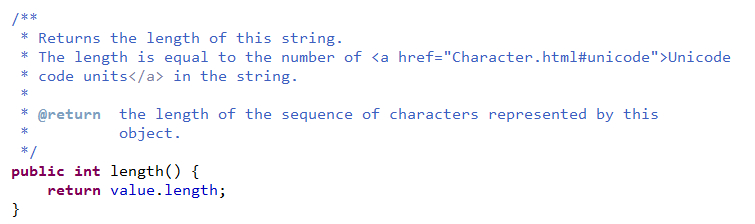 /**
 * Returns the length of this string.
 * The length is equal to the number of <a href="Character.html#unicode">Unicode
 * code units</a> in the string.
 *
 * @return  the length of the sequence of characters represented by this
 *          object.
 */
public int length() {
    return value.length;
}